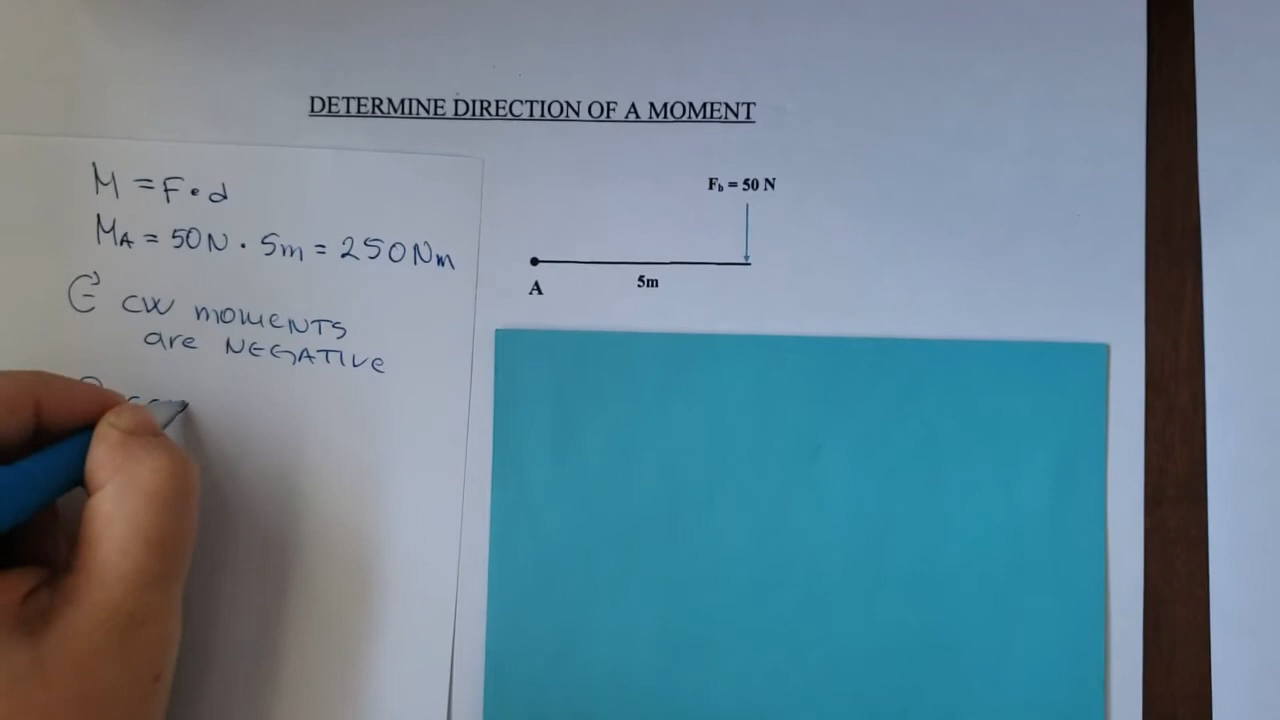 DETERMINE DIRECTION OF A MOMENT
M = F • d
MA = 50N · 5m = 250Nm
CW MOMENTS
are NEGATIVE
Fb = 50 N
5m
A